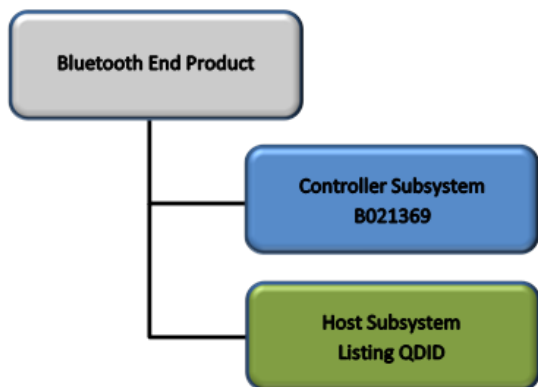 Bluetooth End Product
Controller Subsystem
B021369
Host Subsystem
Listing QDID